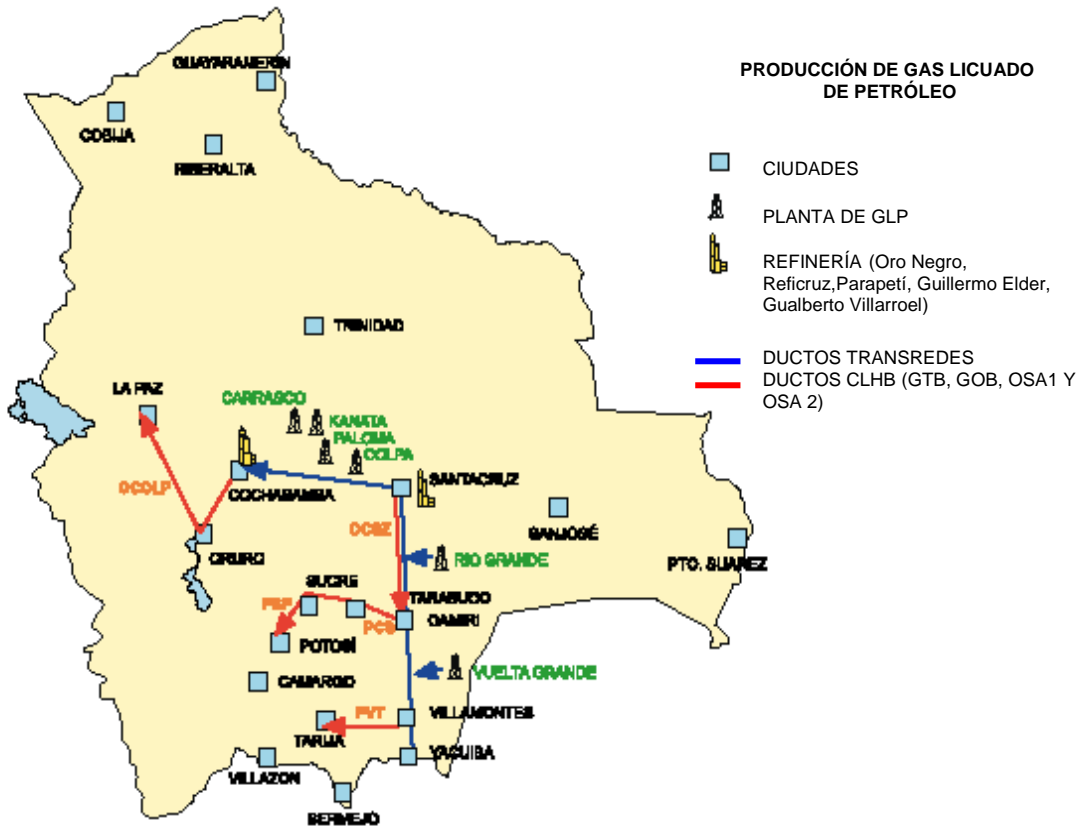 GUAYARAMERIN
COBIJA
RIBERALTA
TRINIDAD
LA PAZ
CARRASCO
KANATA
PALOMA
COLPA
OCOLP
COCHABAMBA
SANTACRUZ
OCSZ
SANJOSÉ
ORURO
RIO GRANDE
PTO. SUAREZ
SUCRE
TARABUCO
PCS
CAMIRI
POTOSÍ
VUELTA GRANDE
CAMARGO
PVT
VILLAMONTES
TARIJA
YACUIBA
VILLAZON
BERMEJO
PRODUCCIÓN DE GAS LICUADO
DE PETRÓLEO
CIUDADES
PLANTA DE GLP
REFINERÍA (Oro Negro,
Reficruz,Parapetí, Guillermo Elder,
Gualberto Villarroel)
DUCTOS TRANSREDES
DUCTOS CLHB (GTB, GOB, OSA1 Y
OSA 2)